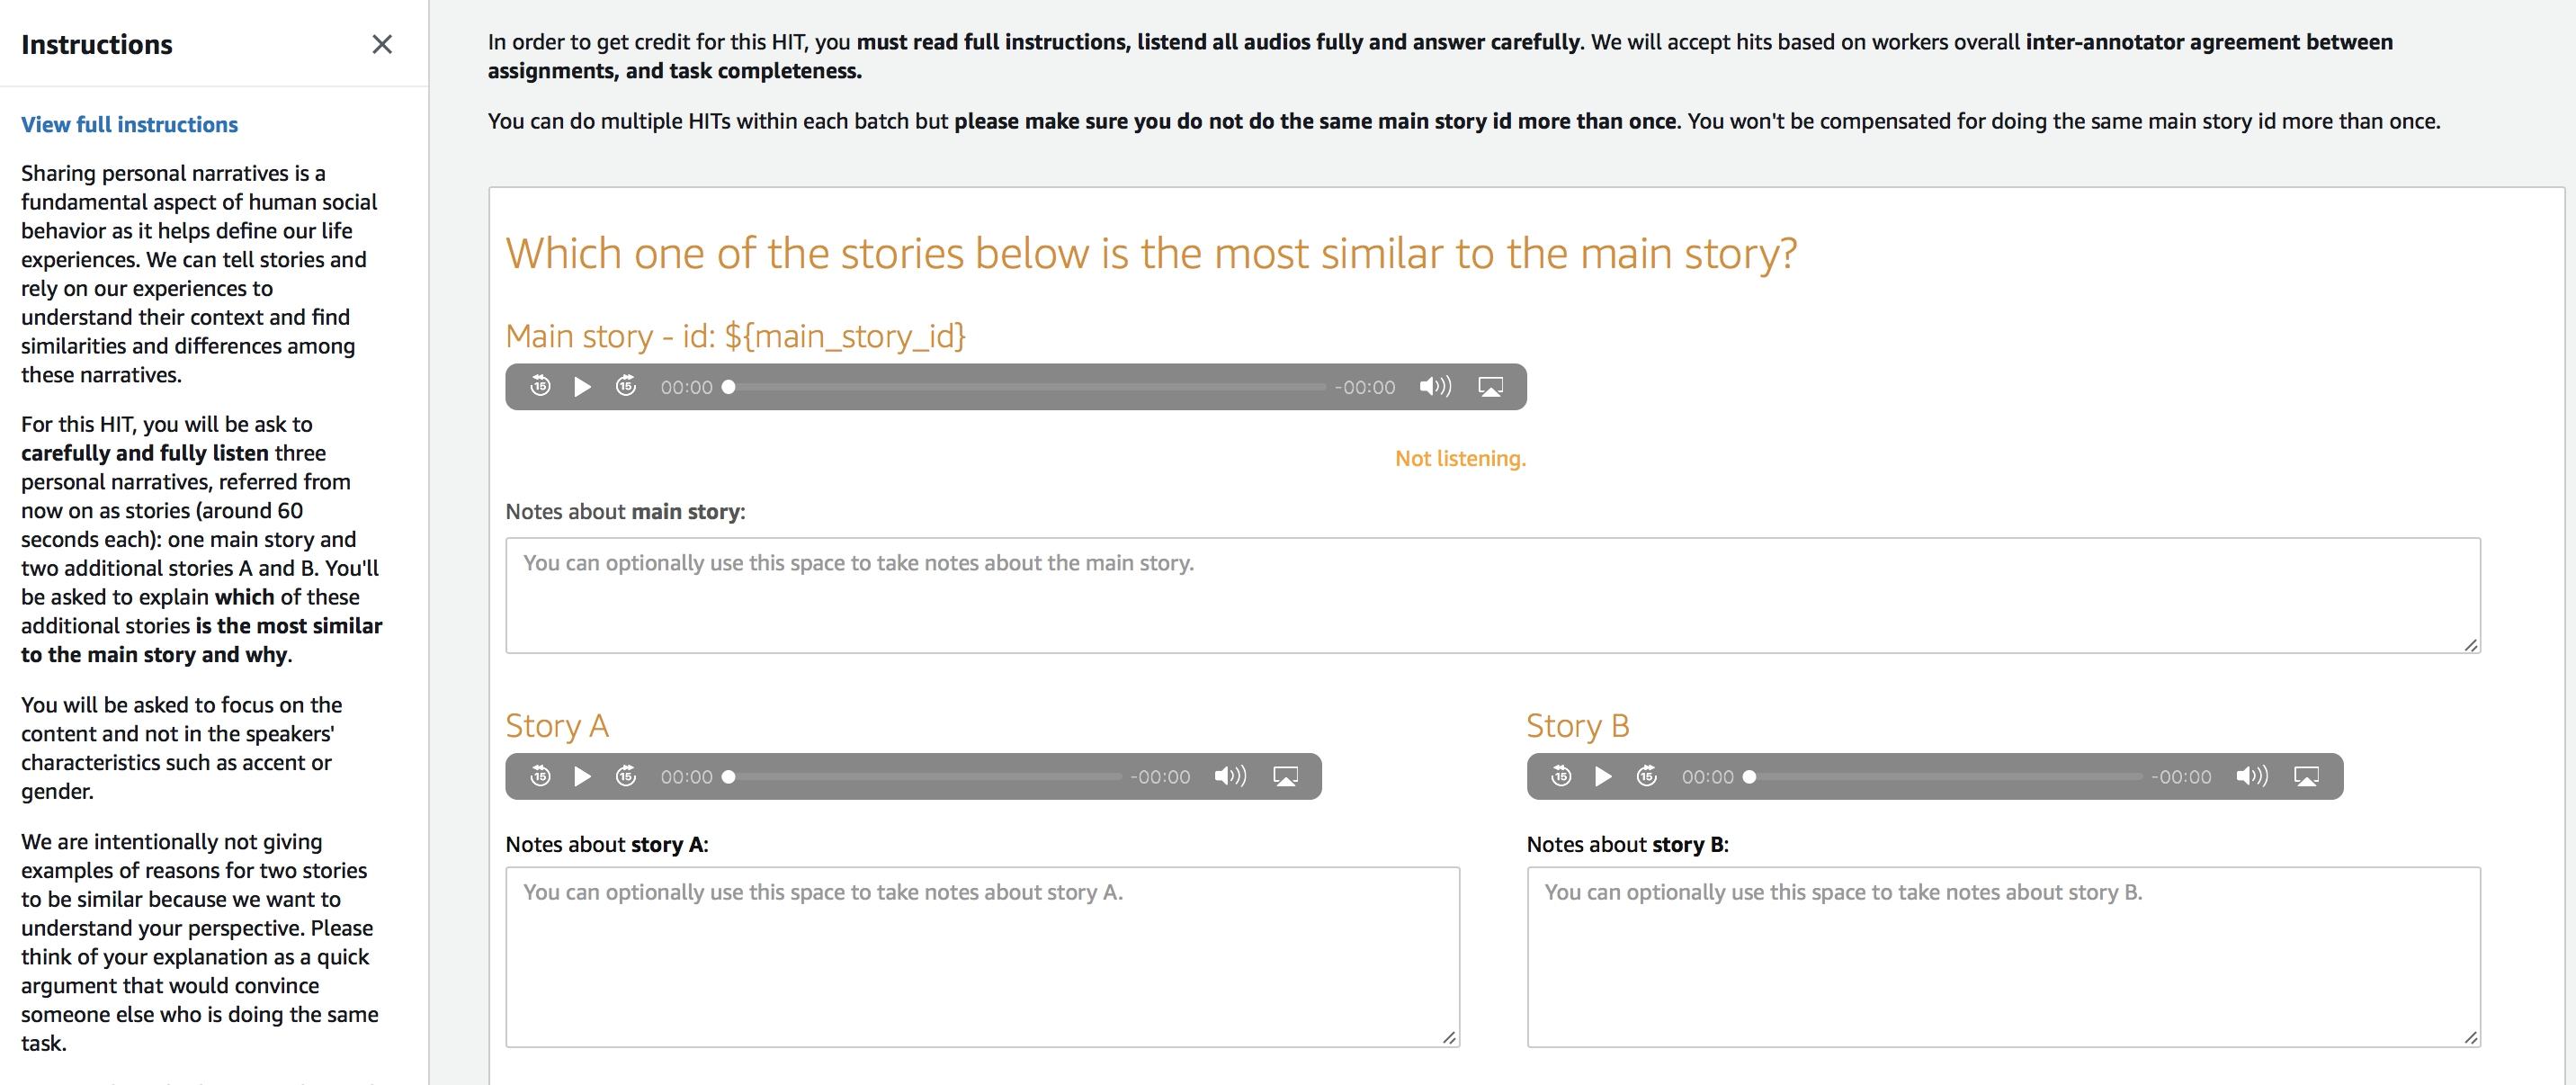 Instructions
View full instructions
Sharing personal narratives is a
fundamental aspect of human social
behavior as it helps define our life
experiences. We can tell stories and
rely on our experiences to
understand their context and find
similarities and differences among
these narratives.
For this HIT, you will be ask to
carefully and fully listen three
personal narratives, referred from
now on as stories (around 60
seconds each): one main story and
two additional stories A and B. You'll
be asked to explain which of these
additional stories is the most similar
to the main story and why.
You will be asked to focus on the
content and not in the speakers'
characteristics such as accent or
gender.
We are intentionally not giving
examples of reasons for two stories
to be similar because we want to
understand your perspective. Please
think of your explanation as a quick
argument that would convince
someone else who is doing the same
task.
In order to get credit for this HIT, you must read full instructions, listend all audios fully and answer carefully. We will accept hits based on workers overall inter-annotator agreement between
assignments, and task completeness.
You can do multiple HITs within each batch but please make sure you do not do the same main story id more than once. You won't be compensated for doing the same main story id more than once.
Which one of the stories below is the most similar to the main story?
Main story - id: ${main_story_id}
15 15 00:00 -00:00
Not listening.
Notes about main story:
You can optionally use this space to take notes about the main story.
Story A
15 15 00:00 -00:00
Notes about story A:
You can optionally use this space to take notes about story A.
Story B
15 15 00:00 -00:00
Notes about story B:
You can optionally use this space to take notes about story B.